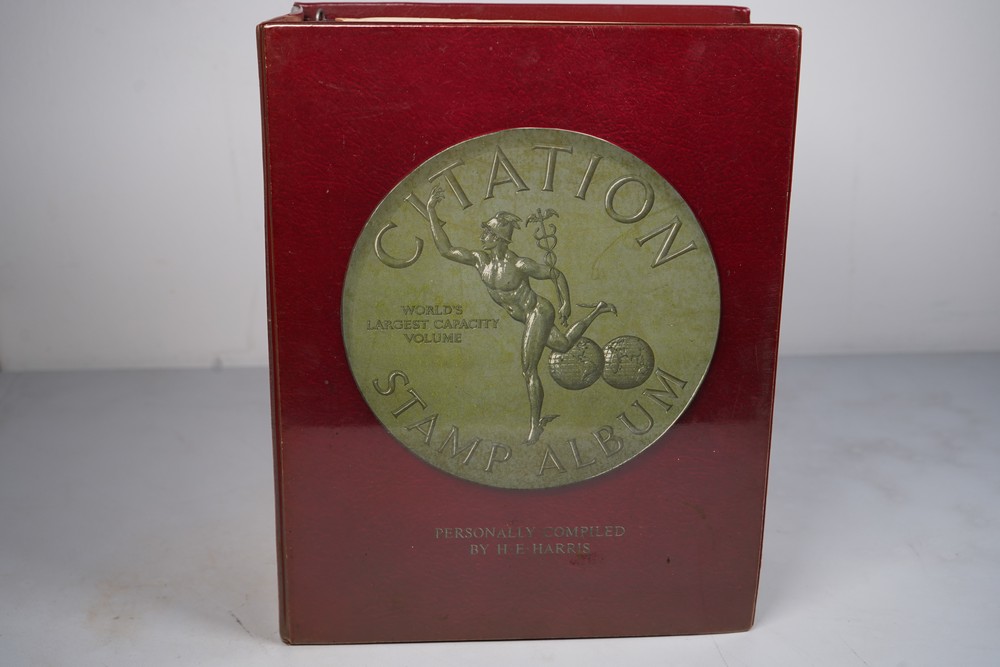 CITATION
WORLD'S
LARGEST CAPACITY
VOLUME
STAMP ALBUM
PERSONALLY COMPILED
BY H. E. HARRIS